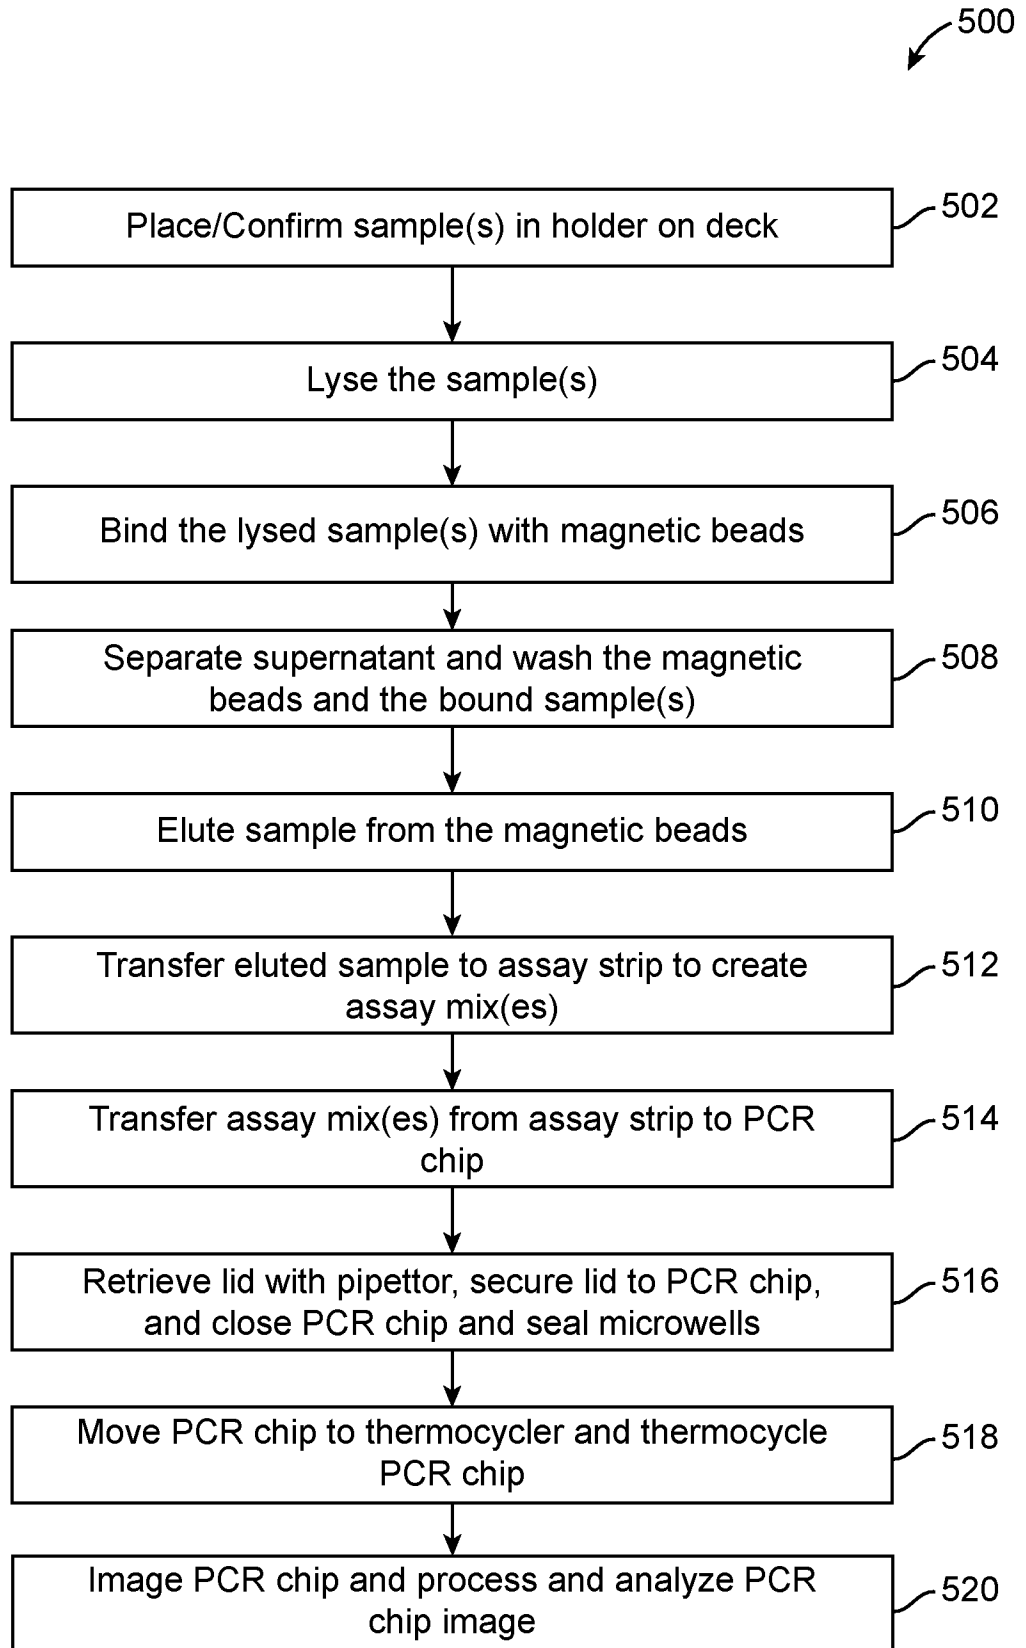 500
Place/Confirm sample(s) in holder on deck
502
Lyse the sample(s)
504
Bind the lysed sample(s) with magnetic beads
506
Separate supernatant and wash the magnetic
beads and the bound sample(s)
508
Elute sample from the magnetic beads
510
Transfer eluted sample to assay strip to create
assay mix(es)
512
Transfer assay mix(es) from assay strip to PCR
chip
514
Retrieve lid with pipettor, secure lid to PCR chip,
and close PCR chip and seal microwells
516
Move PCR chip to thermocycler and thermocycle
PCR chip
518
Image PCR chip and process and analyze PCR
chip image
520